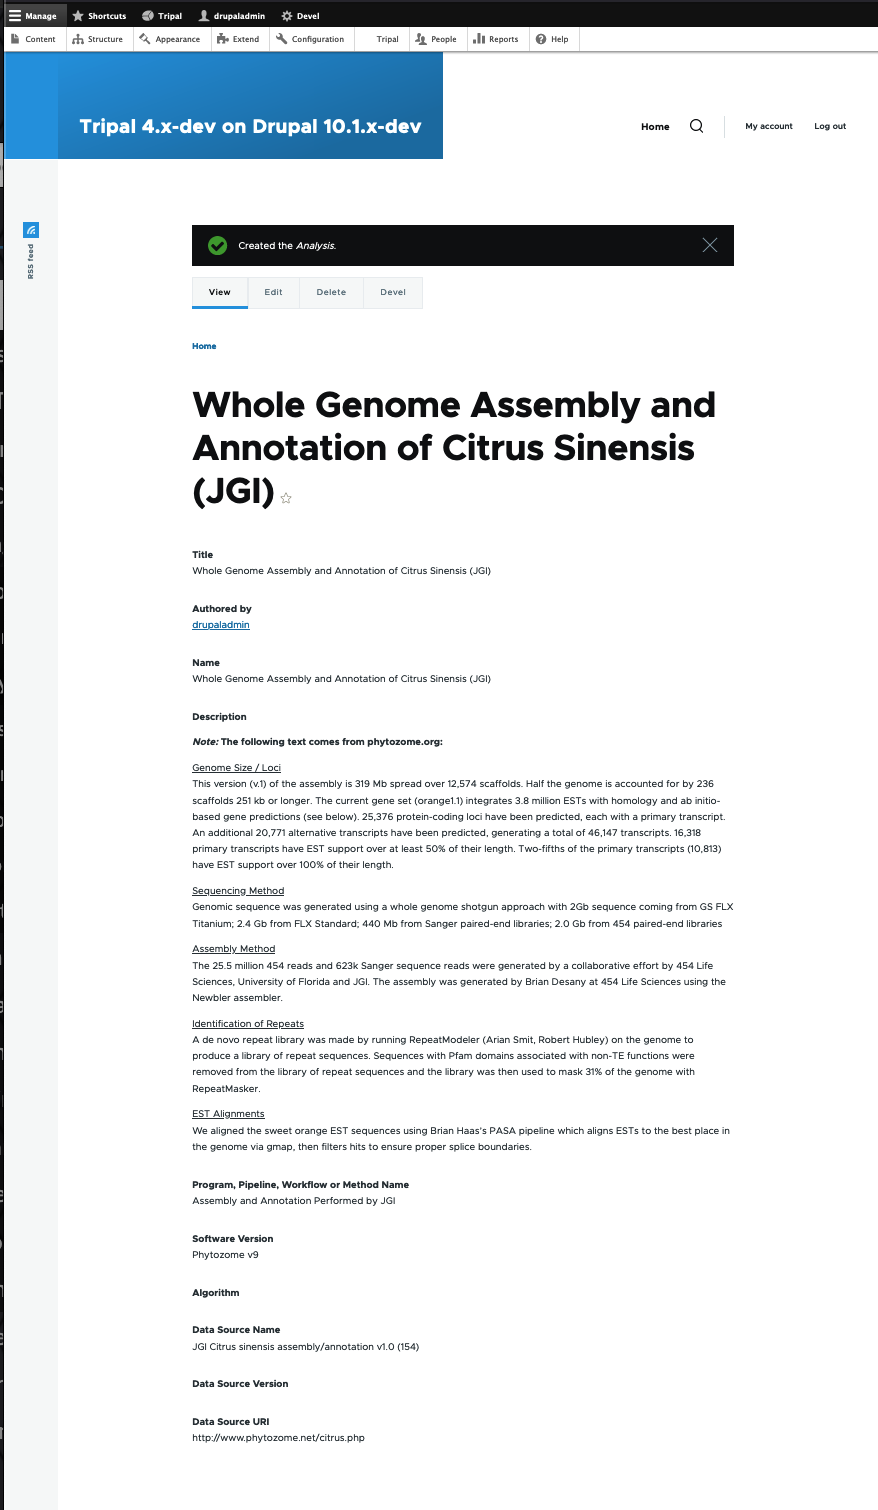 Manage Shortcuts Tripal drupaladmin Devel
Content Structure Appearance Extend Configuration Tripal People Reports Help
Tripal 4.x-dev on Drupal 10.1.x-dev
Home My account Log out
RSS feed
Created the Analysis.
View Edit Delete Devel
Home
Whole Genome Assembly and
Annotation of Citrus Sinensis
(JGI)
Title
Whole Genome Assembly and Annotation of Citrus Sinensis (JGI)
Authored by
drupaladmin
Name
Whole Genome Assembly and Annotation of Citrus Sinensis (JGI)
Description
Note: The following text comes from phytozome.org:
Genome Size / Loci
This version (v.1) of the assembly is 319 Mb spread over 12,574 scaffolds. Half the genome is accounted for by 236
scaffolds 251 kb or longer. The current gene set (orange1.1) integrates 3.8 million ESTs with homology and ab initio-
based gene predictions (see below). 25,376 protein-coding loci have been predicted, each with a primary transcript.
An additional 20,771 alternative transcripts have been predicted, generating a total of 46,147 transcripts. 16,318
primary transcripts have EST support over at least 50% of their length. Two-fifths of the primary transcripts (10,813)
have EST support over 100% of their length.
Sequencing Method
Genomic sequence was generated using a whole genome shotgun approach with 2Gb sequence coming from GS FLX
Titanium; 2.4 Gb from FLX Standard; 440 Mb from Sanger paired-end libraries; 2.0 Gb from 454 paired-end libraries
Assembly Method
The 25.5 million 454 reads and 623k Sanger sequence reads were generated by a collaborative effort by 454 Life
Sciences, University of Florida and JGI. The assembly was generated by Brian Desany at 454 Life Sciences using the
Newbler assembler.
Identification of Repeats
A de novo repeat library was made by running RepeatModeler (Arian Smit, Robert Hubley) on the genome to
produce a library of repeat sequences. Sequences with Pfam domains associated with non-TE functions were
removed from the library of repeat sequences and the library was then used to mask 31% of the genome with
RepeatMasker.
EST Alignments
We aligned the sweet orange EST sequences using Brian Haas's PASA pipeline which aligns ESTs to the best place in
the genome via gmap, then filters hits to ensure proper splice boundaries.
Program, Pipeline, Workflow or Method Name
Assembly and Annotation Performed by JGI
Software Version
Phytozome v9
Algorithm
Data Source Name
JGI Citrus sinensis assembly/annotation v1.0 (154)
Data Source Version
Data Source URI
http://www.phytozome.net/citrus.php